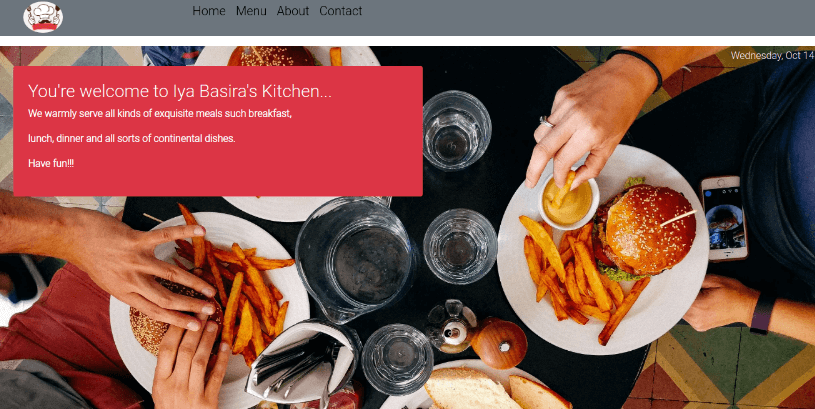 Home Menu About Contact
Wednesday, Oct 14
You're welcome to Iya Basira's Kitchen...
We warmly serve all kinds of exquisite meals such breakfast,
lunch, dinner and all sorts of continental dishes.
Have fun!!!